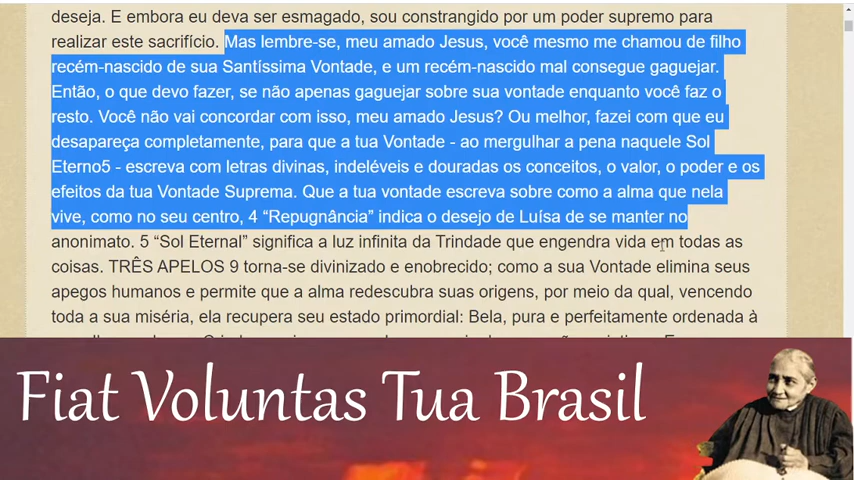 deseja. E embora eu deva ser esmagado, sou constrangido por um poder supremo para
realizar este sacrifício. Mas lembre-se, meu amado Jesus, você mesmo me chamou de filho
recém-nascido de sua Santíssima Vontade, e um recém-nascido mal consegue gaguejar.
Então, o que devo fazer, se não apenas gaguejar sobre sua vontade enquanto você faz o
resto. Você não vai concordar com isso, meu amado Jesus? Ou melhor, fazei com que eu
desapareça completamente, para que a tua Vontade - ao mergulhar a pena naquele Sol
Eterno5 - escreva com letras divinas, indeléveis e douradas os conceitos, o valor, o poder e os
efeitos da tua Vontade Suprema. Que a tua vontade escreva sobre como a alma que nela
vive, como no seu centro, 4 “Repugnância” indica o desejo de Luísa de se manter no
anonimato. 5 “Sol Eternal” significa a luz infinita da Trindade que engendra vida em todas as
coisas. TRÊS APELOS 9 torna-se divinizado e enobrecido; como a sua Vontade elimina seus
apegos humanos e permite que a alma redescubra suas origens, por meio da qual, vencendo
toda a sua miséria, ela recupera seu estado primordial: Bela, pura e perfeitamente ordenada à
Fiat Voluntas Tua Brasil